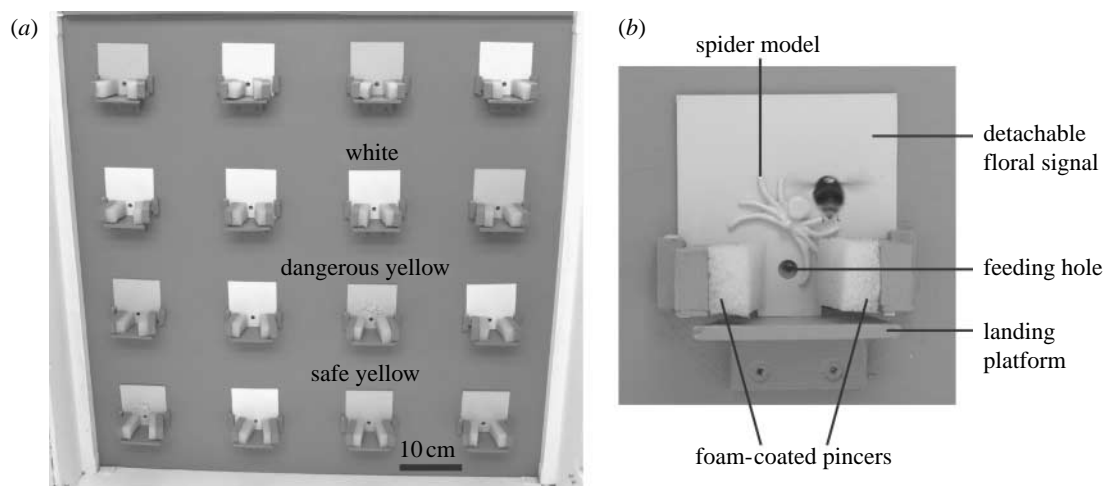 (a)
white
dangerous yellow
safe yellow
10 cm
(b)
spider model
detachable
floral signal
feeding hole
landing
platform
foam-coated pincers